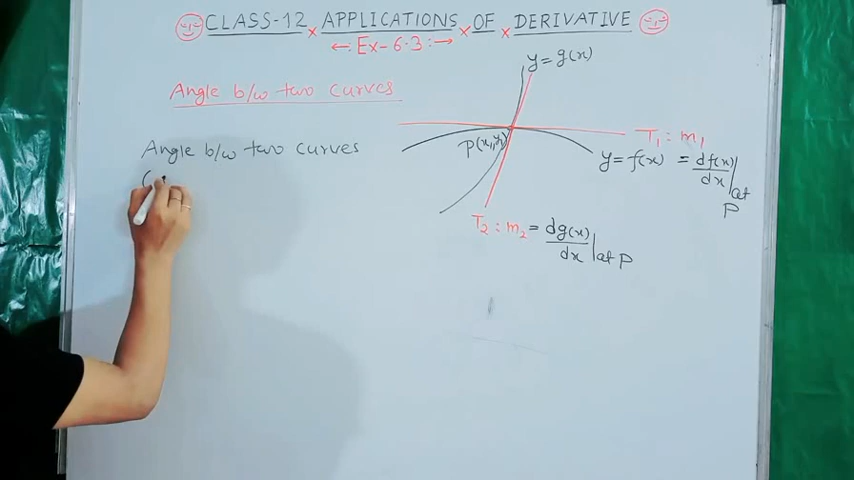 CLASS-12 x APPLICATIONS x OF x DERIVATIVE
← Ex-6.3: →
Angle b/w two curves
Angle b/w two curves
(
y = g(x)
P(x₁,y₁)
T₁ : m₁
y = f(x) = df(x)/dx | at P
T₂ : m₂ = dg(x)/dx | at P